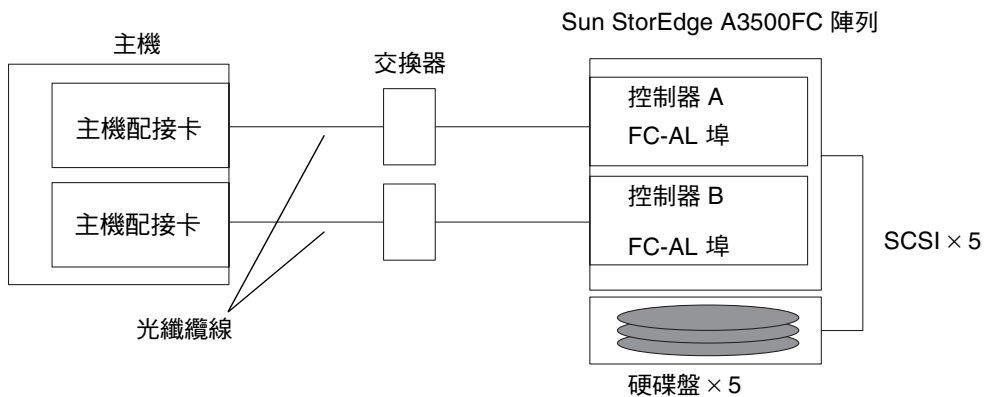 Sun StorEdge A3500FC 陣列
主機
交換器
主機配接卡
控制器 A
FC-AL 埠
主機配接卡
控制器 B
FC-AL 埠
SCSI × 5
光纖纜線
硬碟盤 × 5